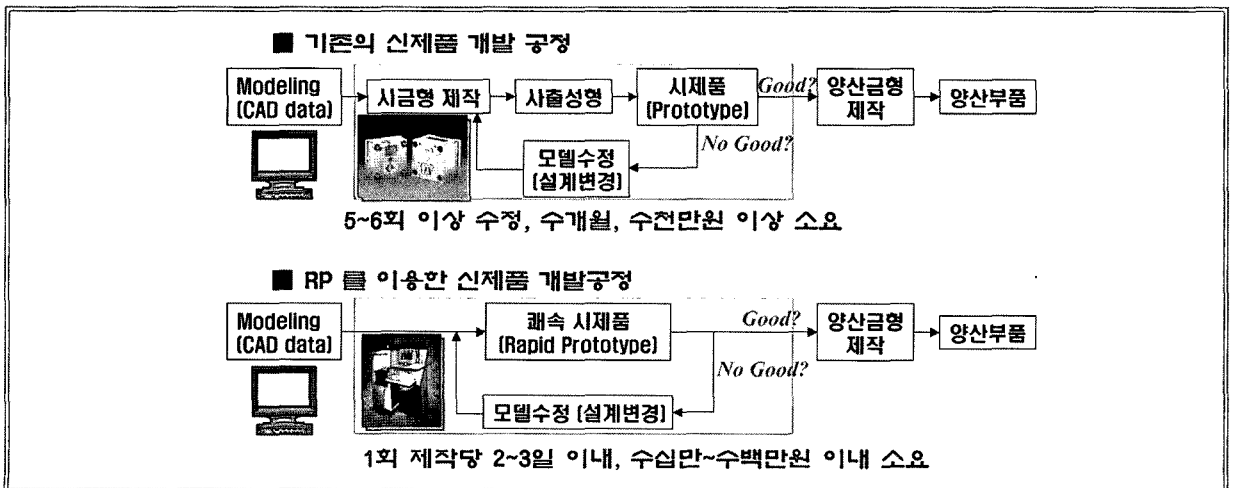 ■ 기존의 신제품 개발 공정
Modeling
(CAD data)
시금형 제작
사출성형
시제품
(Prototype)
Good?
양산금형
제작
양산부품
No Good?
모델수정
(설계변경)
5~6회 이상 수정, 수개월, 수천만원 이상 소요
■ RP 를 이용한 신제품 개발공정
Modeling
(CAD data)
쾌속 시제품
(Rapid Prototype)
Good?
양산금형
제작
양산부품
No Good?
모델수정 (설계변경)
1회 제작당 2~3일 이내, 수십만~수백만원 이내 소요